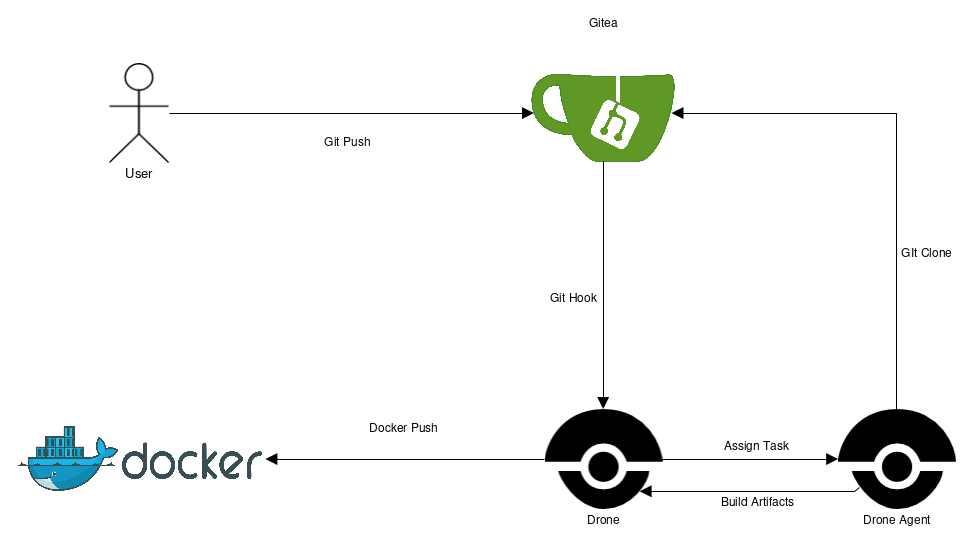 Gitea
Git Push
User
GIt Clone
Git Hook
Docker Push
docker
Assign Task
Build Artifacts
Drone
Drone Agent